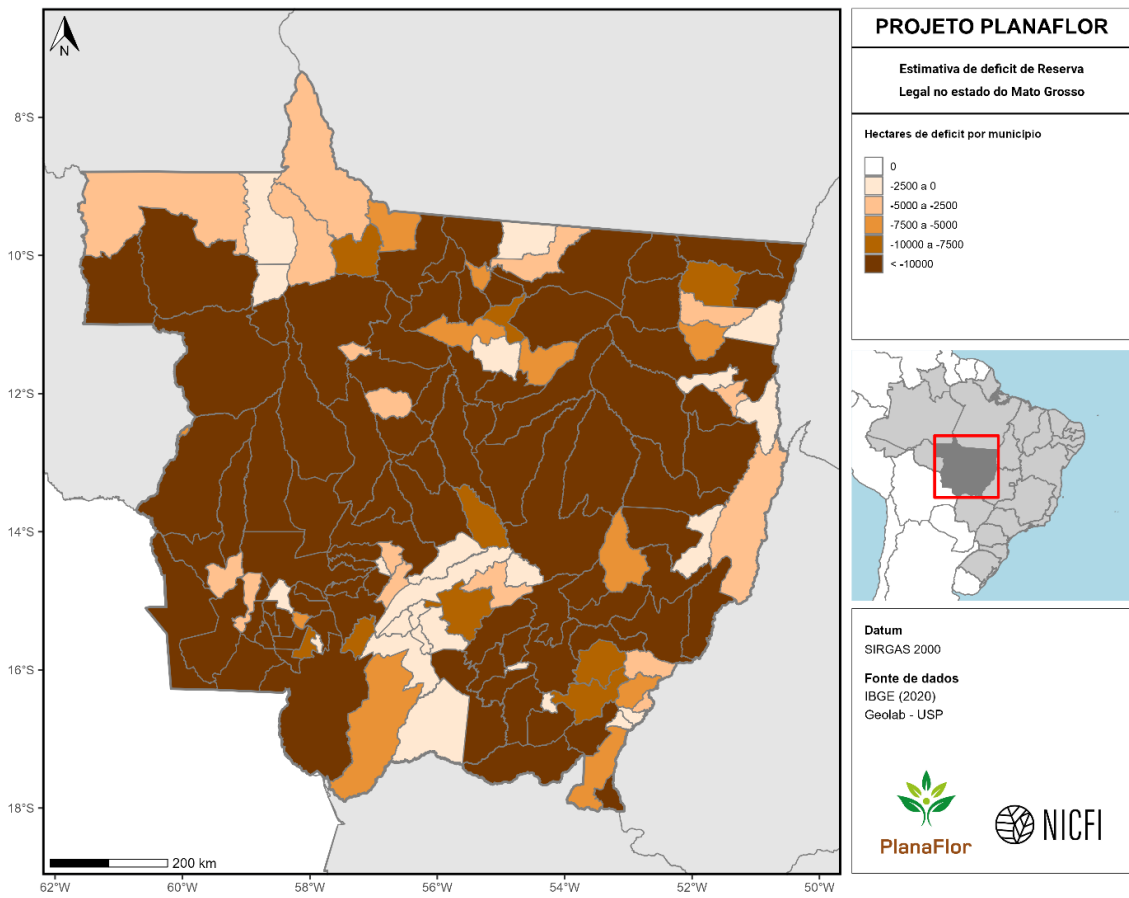 N
8°S
10°S
12°S
14°S
16°S
18°S
200 km
62°W
60°W
58°W
56°W
54°W
52°W
50°W
PROJETO PLANAFLOR
Estimativa de deficit de Reserva
Legal no estado do Mato Grosso
Hectares de deficit por município
0
-2500 a 0
-5000 a -2500
-7500 a -5000
-10000 a -7500
< -10000
Datum
SIRGAS 2000
Fonte de dados
IBGE (2020)
Geolab - USP
PlanaFlor
NICFI